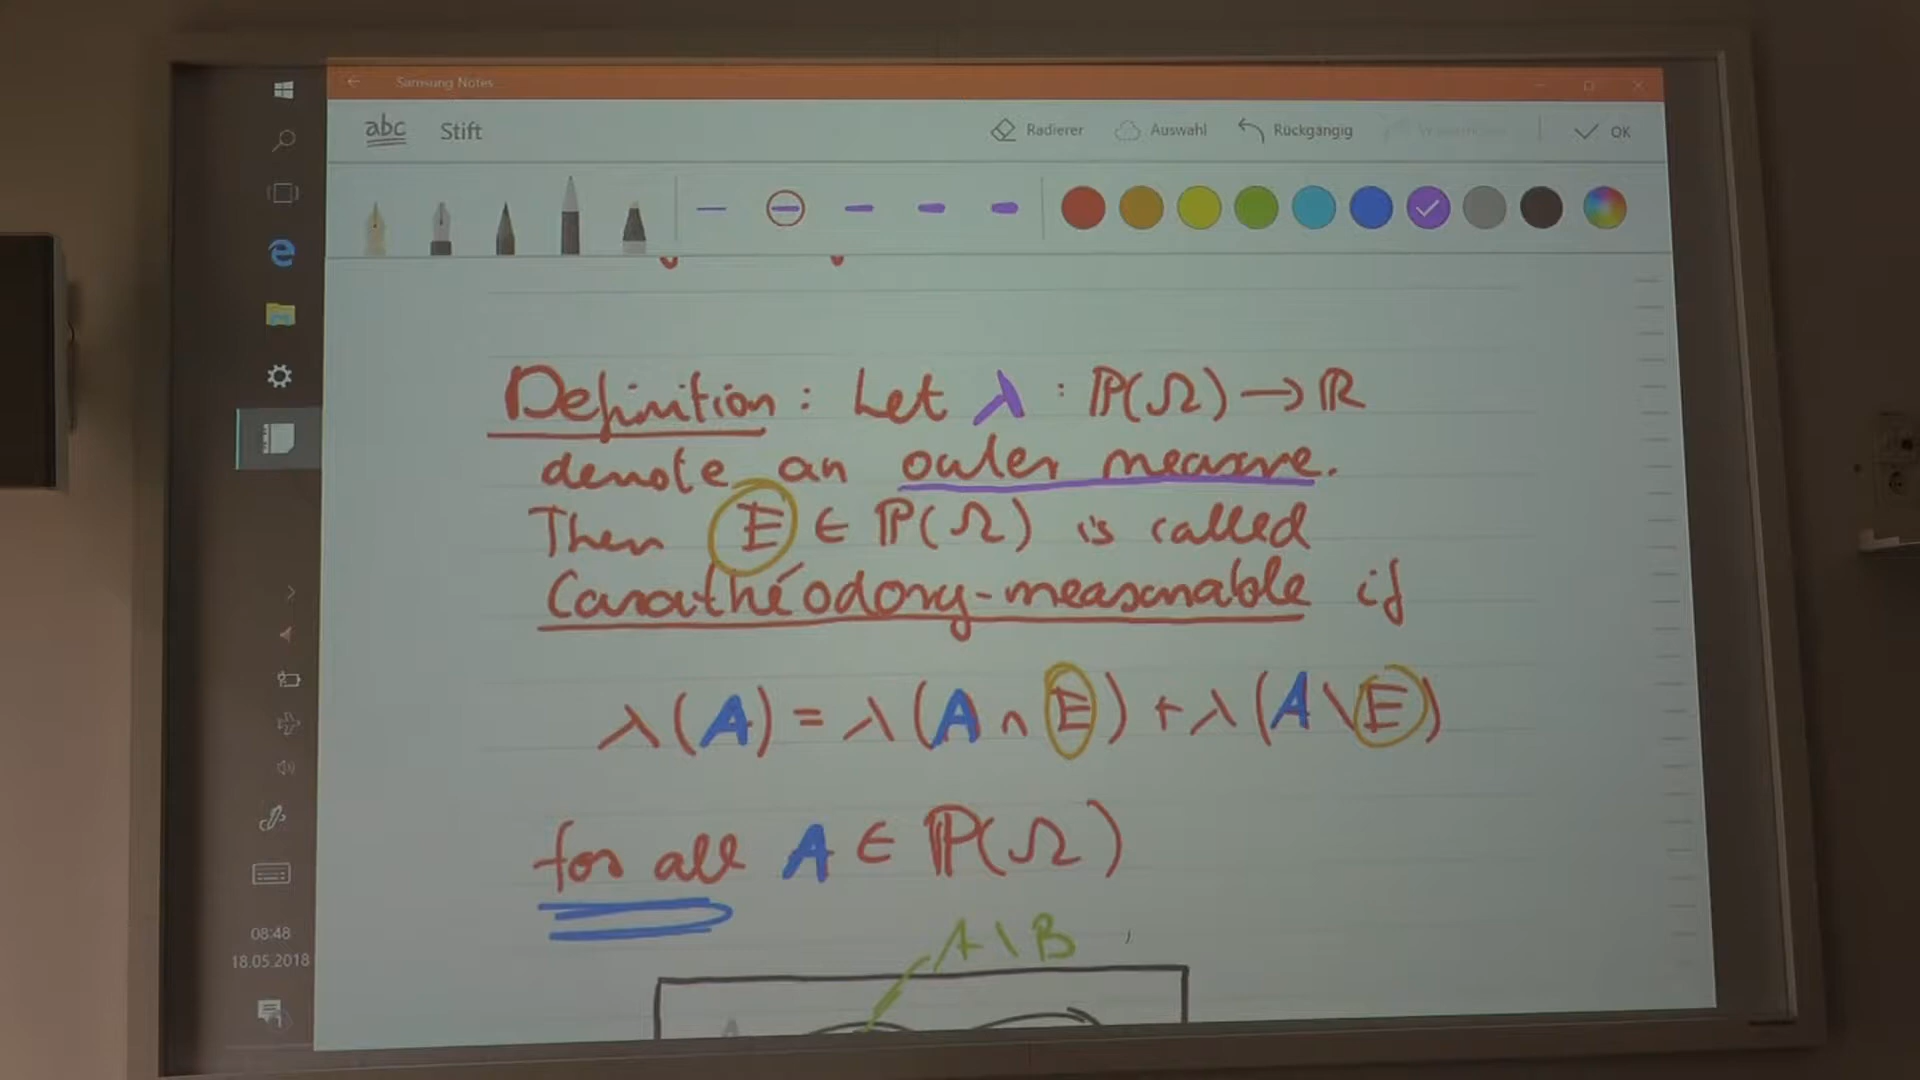 Samsung Notes
abc Stift Radierer Auswahl Rückgängig OK
Definition: Let λ : ℙ(Ω) → ℝ
denote an outer measure.
Then E ∈ ℙ(Ω) is called
Carathéodory-measurable if
λ(A) = λ(A ∩ E) + λ(A \ E)
for all A ∈ ℙ(Ω)
A \ B
A
08:48
18.05.2018